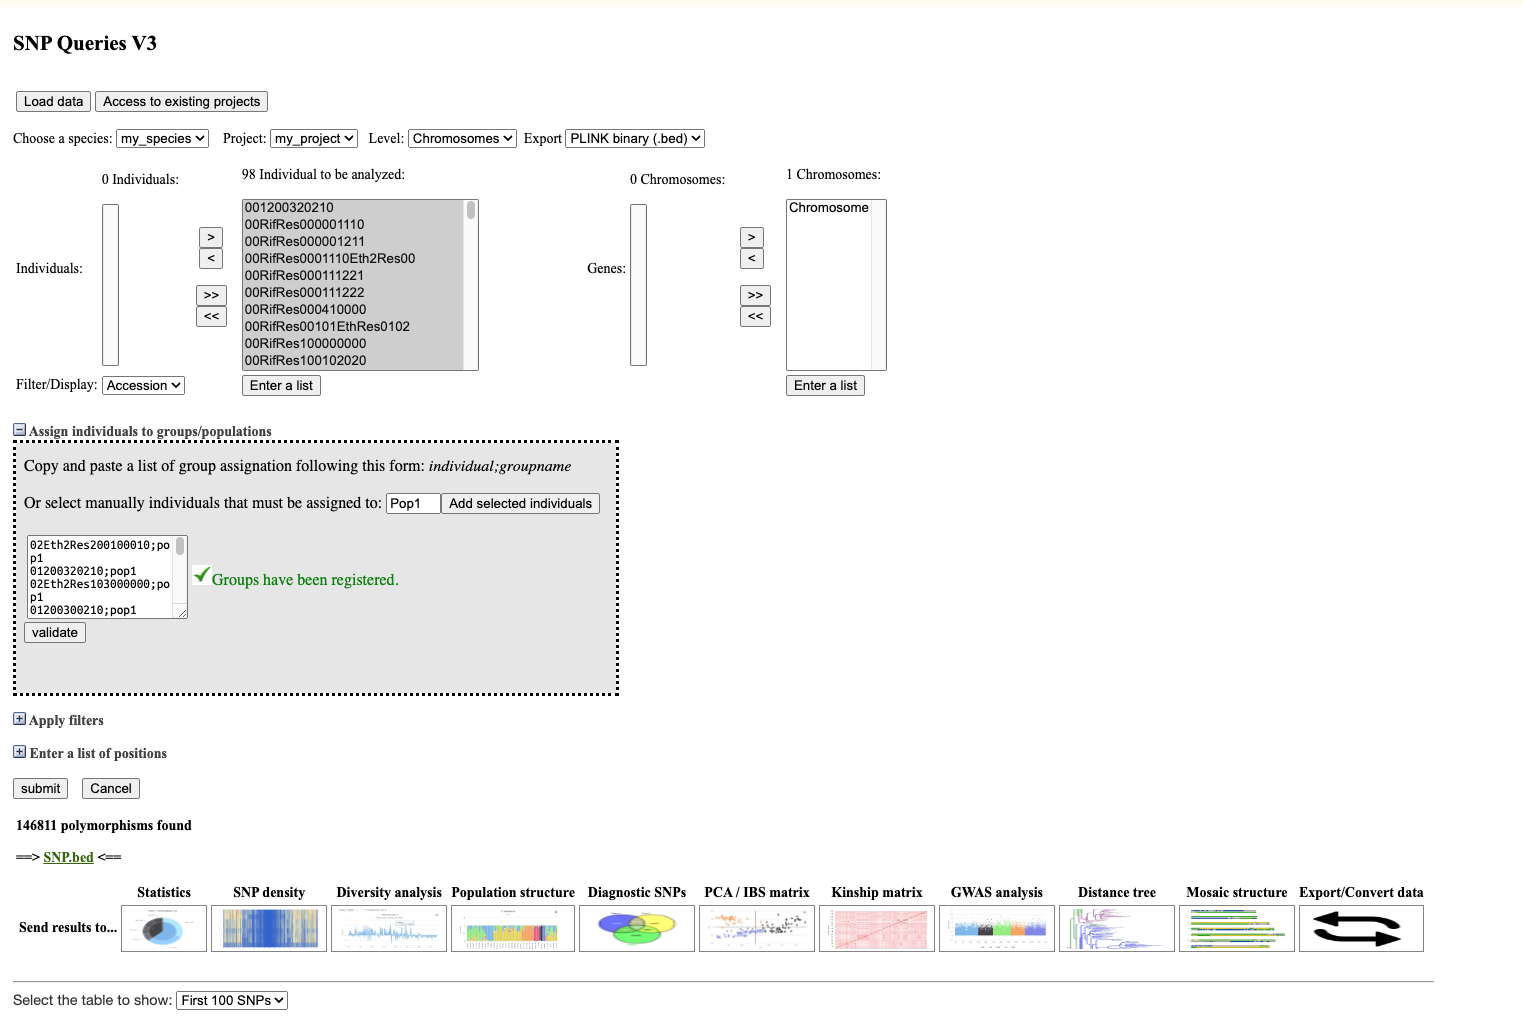 SNP Queries V3
Load data Access to existing projects
Choose a species: my_species Project: my_project Level: Chromosomes Export PLINK binary (.bed)
0 Individuals: 98 Individual to be analyzed: 0 Chromosomes: 1 Chromosomes:
001200320210 Chromosome
00RifRes000001110
> >
00RifRes000001211
< 00RifRes0001110Eth2Res00 <
Individuals: 00RifRes000111221 Genes:
00RifRes000111222
>> >>
00RifRes000410000
<< 00RifRes00101EthRes0102 <<
00RifRes100000000
00RifRes100102020
Filter/Display: Accession Enter a list Enter a list
Assign individuals to groups/populations
Copy and paste a list of group assignation following this form: individual;groupname
Or select manually individuals that must be assigned to: Pop1 Add selected individuals
02Eth2Res200100010;po
p1
01200320210;pop1
02Eth2Res103000000;po
p1
01200300210;pop1
Groups have been registered.
validate
Apply filters
Enter a list of positions
submit Cancel
146811 polymorphisms found
==> SNP.bed <==
Statistics SNP density Diversity analysis Population structure Diagnostic SNPs PCA / IBS matrix Kinship matrix GWAS analysis Distance tree Mosaic structure Export/Convert data
Send results to...
Select the table to show: First 100 SNPs